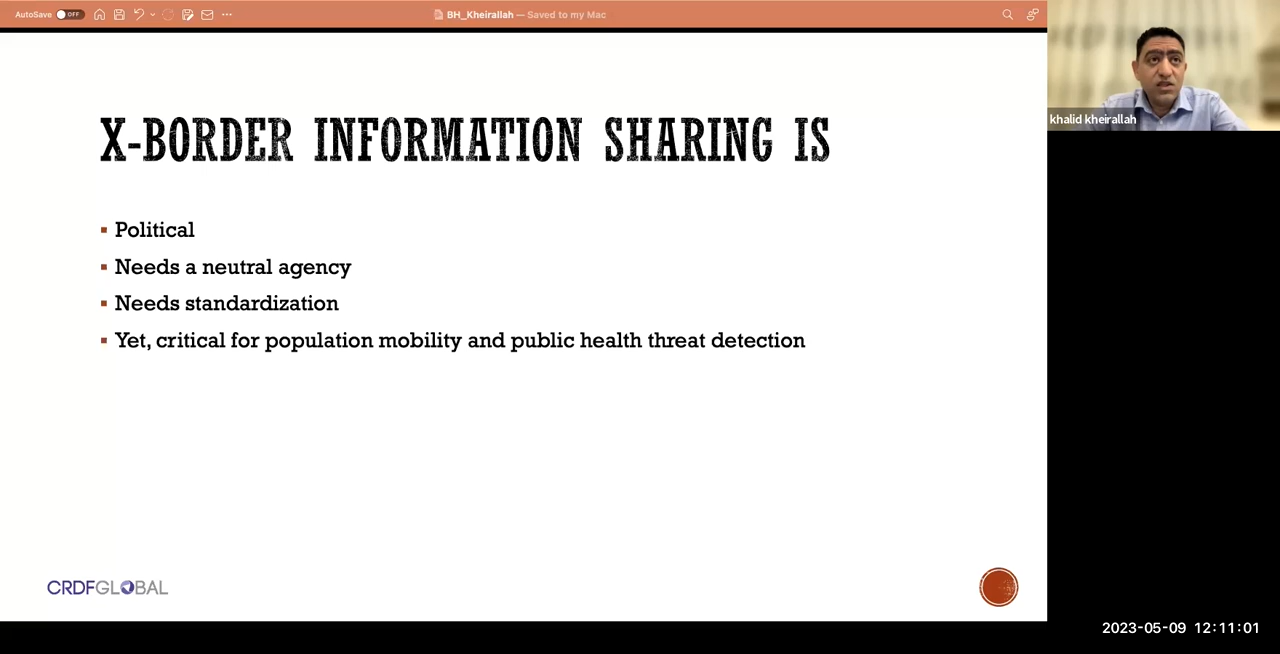 AutoSave OFF
BH_Kheirallah — Saved to my Mac
khalid kheirallah
X-BORDER INFORMATION SHARING IS
Political
Needs a neutral agency
Needs standardization
Yet, critical for population mobility and public health threat detection
CRDFGLOBAL
2023-05-09 12:11:01